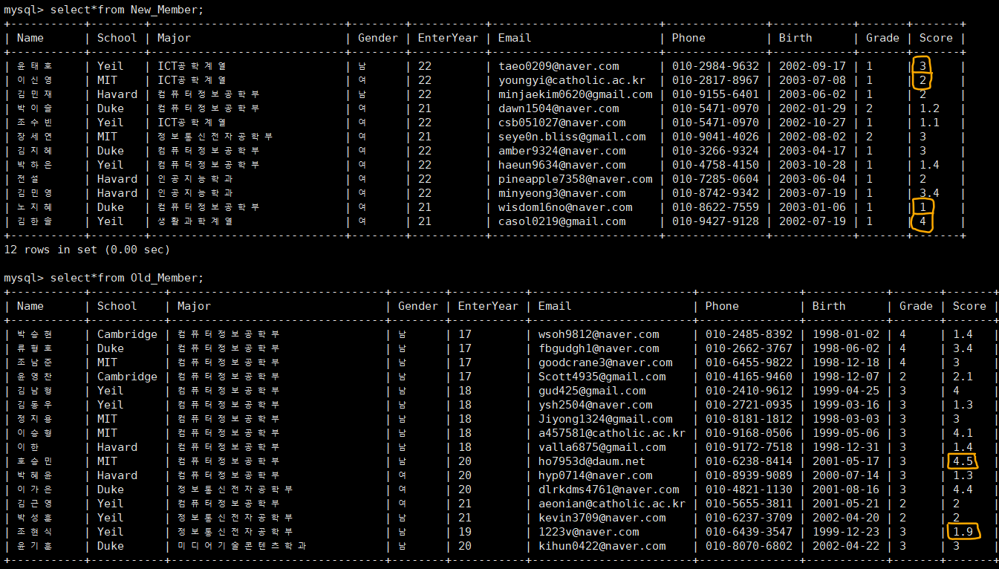 mysql> select*from New_Member;
+-----------+--------+----------------------------+--------+-----------+-------------------------+---------------+------------+-------+-------+
| Name | School | Major | Gender | EnterYear | Email | Phone | Birth | Grade | Score |
+-----------+--------+----------------------------+--------+-----------+-------------------------+---------------+------------+-------+-------+
| 윤태호 | Yeil | ICT공학계열 | 남 | 22 | taeo0209@naver.com | 010-2984-9632 | 2002-09-17 | 1 | 3 |
| 이신영 | MIT | ICT공학계열 | 여 | 22 | youngyi@catholic.ac.kr | 010-2817-8967 | 2003-07-08 | 1 | 2 |
| 김민재 | Havard | 컴퓨터정보공학부 | 남 | 22 | minjaekim0620@gmail.com | 010-9155-6401 | 2003-06-02 | 1 | 2 |
| 박이슬 | Duke | 컴퓨터정보공학부 | 여 | 21 | dawn1504@naver.com | 010-5471-0970 | 2002-01-29 | 2 | 1.2 |
| 조수빈 | Yeil | ICT공학계열 | 여 | 22 | csb051027@naver.com | 010-5471-0970 | 2002-10-27 | 1 | 1.1 |
| 장세연 | MIT | 정보통신전자공학부 | 여 | 21 | seye0n.bliss@gmail.com | 010-9041-4026 | 2002-08-02 | 2 | 3 |
| 김지혜 | Duke | 컴퓨터정보공학부 | 여 | 22 | amber9324@naver.com | 010-3266-9324 | 2003-04-17 | 1 | 3 |
| 박하은 | Yeil | 컴퓨터정보공학부 | 여 | 22 | haeun9634@naver.com | 010-4758-4150 | 2003-10-28 | 1 | 1.4 |
| 전설 | Havard | 인공지능학과 | 여 | 22 | pineapple7358@naver.com | 010-7285-0604 | 2003-06-04 | 1 | 2 |
| 김민영 | Havard | 인공지능학과 | 여 | 22 | minyeong3@naver.com | 010-8742-9342 | 2003-07-19 | 1 | 3.4 |
| 노지혜 | Duke | 컴퓨터정보공학부 | 여 | 21 | wisdom16no@naver.com | 010-8622-7559 | 2003-01-06 | 1 | 1 |
| 김한솔 | Yeil | 생활과학계열 | 여 | 21 | casol0219@gmail.com | 010-9427-9128 | 2002-07-19 | 1 | 4 |
+-----------+--------+----------------------------+--------+-----------+-------------------------+---------------+------------+-------+-------+
12 rows in set (0.00 sec)
mysql> select*from Old_Member;
+-----------+-----------+-------------------------------+--------+-----------+------------------------+---------------+------------+-------+-------+
| Name | School | Major | Gender | EnterYear | Email | Phone | Birth | Grade | Score |
+-----------+-----------+-------------------------------+--------+-----------+------------------------+---------------+------------+-------+-------+
| 박승현 | Cambridge | 컴퓨터정보공학부 | 남 | 17 | wsoh9812@naver.com | 010-2485-8392 | 1998-01-02 | 4 | 1.4
| 류형호 | Duke | 컴퓨터정보공학부 | 남 | 17 | fbgudgh1@naver.com | 010-2662-3767 | 1998-06-02 | 4 | 3.4
| 조남준 | MIT | 컴퓨터정보공학부 | 남 | 17 | goodcrane3@naver.com | 010-6455-9822 | 1998-12-18 | 4 | 3
| 윤영찬 | Cambridge | 컴퓨터정보공학부 | 남 | 17 | Scott4935@gmail.com | 010-4165-9460 | 1998-12-07 | 2 | 2.1
| 김남형 | Yeil | 컴퓨터정보공학부 | 남 | 18 | gud425@gmail.com | 010-2410-9612 | 1999-04-25 | 3 | 4
| 김동우 | Yeil | 컴퓨터정보공학부 | 남 | 18 | ysh2504@naver.com | 010-2721-0935 | 1999-03-16 | 3 | 1.3
| 정지용 | MIT | 컴퓨터정보공학부 | 남 | 18 | Jiyong1324@gmail.com | 010-8181-1812 | 1998-03-03 | 3 | 3
| 이승형 | MIT | 컴퓨터정보공학부 | 남 | 18 | a457581@catholic.ac.kr | 010-9168-0506 | 1999-05-06 | 3 | 4.1
| 이한 | Havard | 컴퓨터정보공학부 | 남 | 18 | valla6875@gmail.com | 010-9172-7518 | 1998-12-31 | 3 | 1.4
| 호승민 | MIT | 컴퓨터정보공학부 | 남 | 20 | ho7953d@daum.net | 010-6238-8414 | 2001-05-17 | 3 | 4.5
| 박혜윤 | Havard | 컴퓨터정보공학부 | 여 | 20 | hyp0714@naver.com | 010-8939-9089 | 2000-07-14 | 3 | 1.3
| 이가은 | Duke | 정보통신전자공학부 | 여 | 20 | dlrkdms4761@naver.com | 010-4821-1130 | 2001-08-16 | 3 | 4.4
| 김근영 | Yeil | 컴퓨터정보공학부 | 여 | 21 | aeonian@catholic.ac.kr | 010-5655-3811 | 2001-05-21 | 2 | 2
| 박성훈 | Yeil | 정보통신전자공학부 | 남 | 21 | kevin3709@naver.com | 010-6237-3709 | 2002-04-20 | 2 | 2
| 조현식 | Yeil | 정보통신전자공학부 | 남 | 19 | 1223v@naver.com | 010-6439-3547 | 1999-12-23 | 3 | 1.9
| 윤기훈 | Duke | 미디어기술콘텐츠학과 | 남 | 20 | kihun0422@naver.com | 010-8070-6802 | 2002-04-22 | 3 | 3
+-----------+-----------+-------------------------------+--------+-----------+------------------------+---------------+------------+-------+-------+